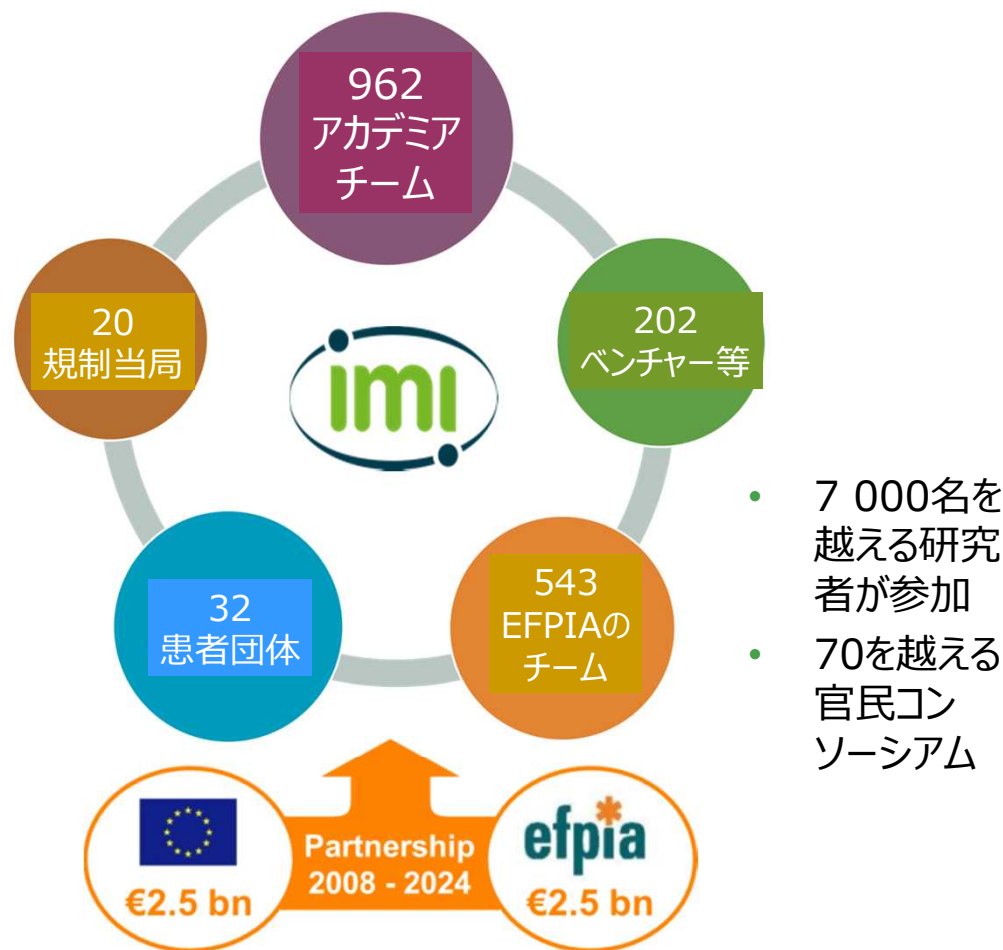 962
アカデミア
チーム
20
規制当局
202
ベンチャー等
imi
32
患者団体
543
EFPIAの
チーム
• 7 000名を
越える研究
者が参加
• 70を越える
官民コン
ソーシアム
€2.5 bn
Partnership
2008 - 2024
efpia
€2.5 bn